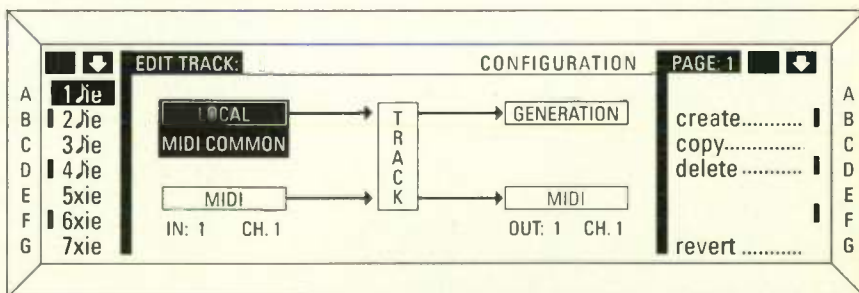 EDIT TRACK: CONFIGURATION PAGE: 1
A 1♪ie LOCAL TRACK GENERATION A
B 2♪ie MIDI COMMON create........... B
C 3♪ie copy.............. C
D 4♪ie delete ............ D
E 5xie MIDI MIDI E
F 6xie IN: 1 CH. 1 OUT: 1 CH. 1 F
G 7xie revert ........... G